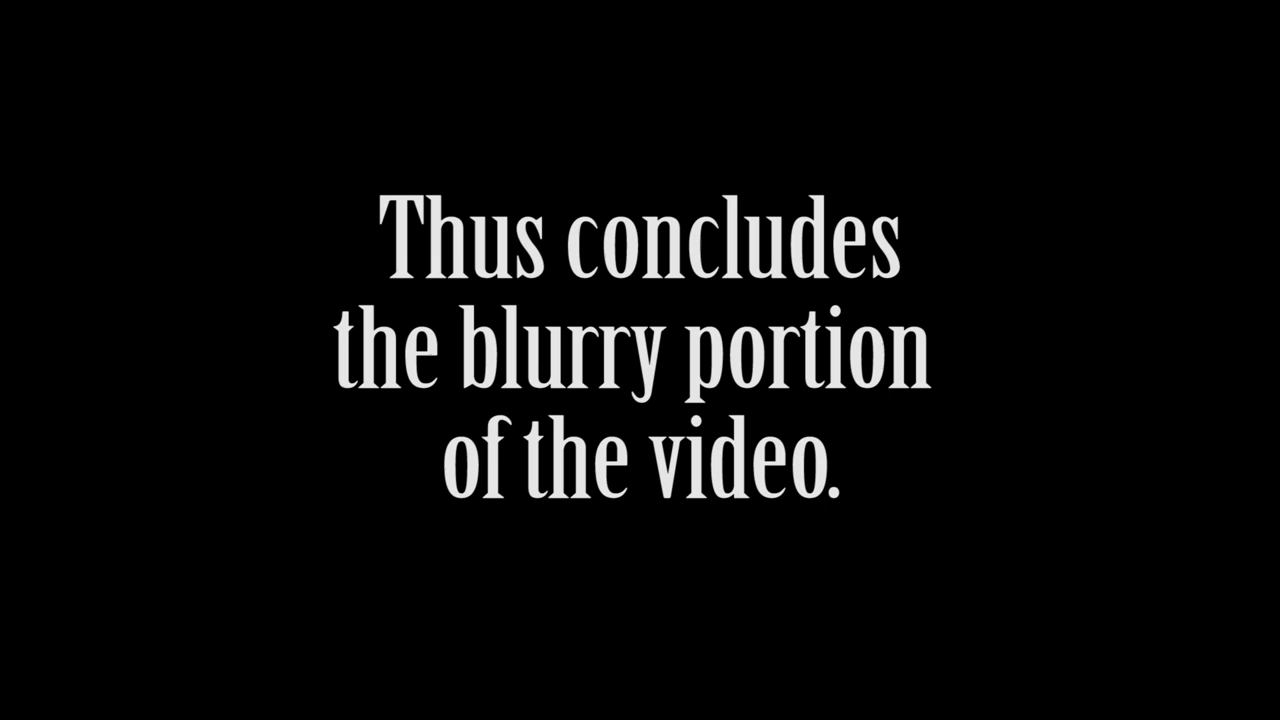 Thus concludes
the blurry portion
of the video.